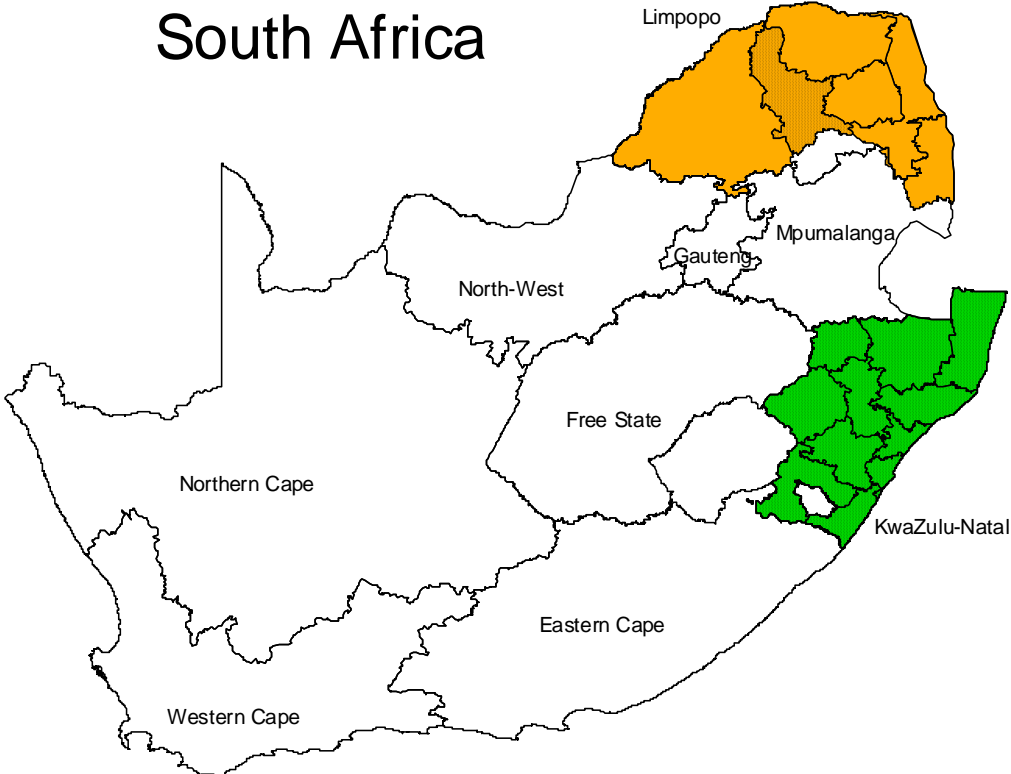 South Africa
Limpopo
Mpumalanga
Gauteng
North-West
Free State
Northern Cape
KwaZulu-Natal
Eastern Cape
Western Cape